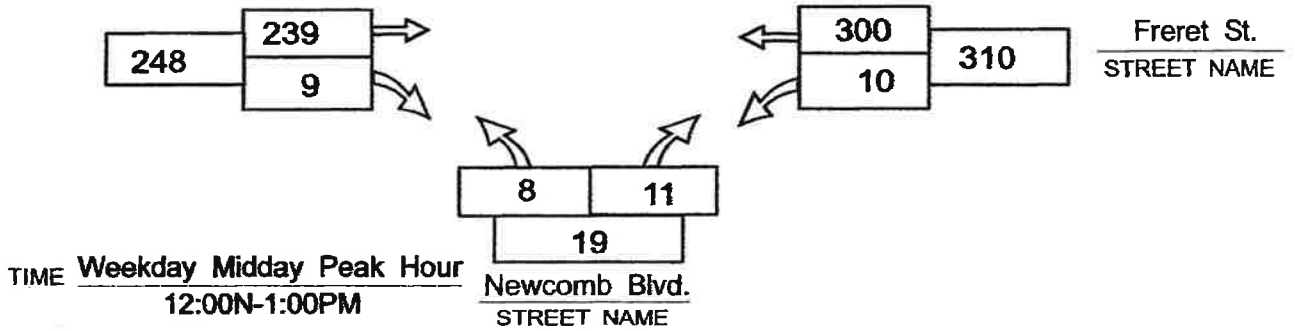 239
248
9
300
310
10
Freret St.
STREET NAME
8
11
19
TIME Weekday Midday Peak Hour
12:00N-1:00PM
Newcomb Blvd.
STREET NAME